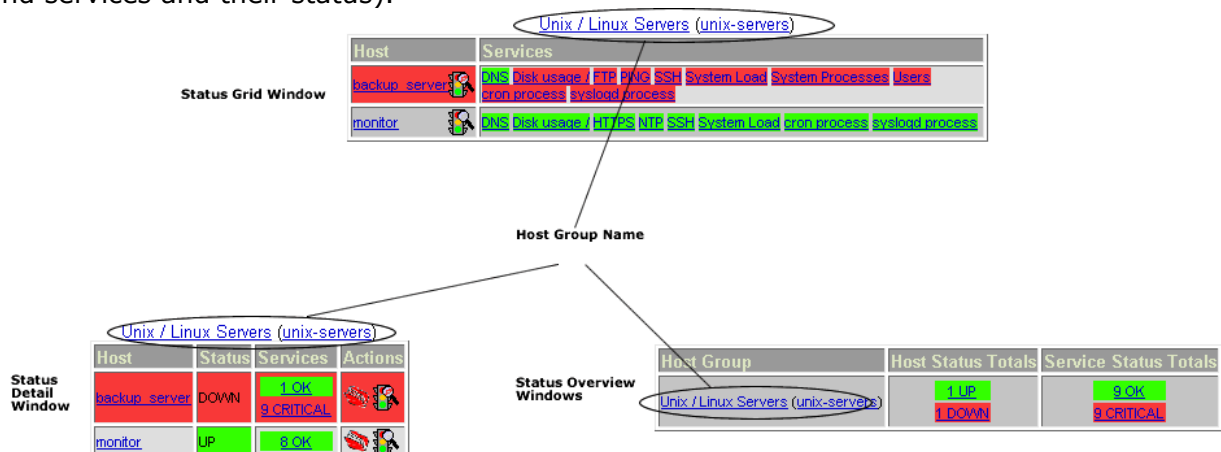 nd services and their status).
Unix / Linux Servers (unix-servers)
Host Services
backup_server DNS Disk usage / FTP PING SSH System Load System Processes Users
cron process syslogd process
monitor DNS Disk usage / HTTPS NTP SSH System Load cron process syslogd process
Status Grid Window
Host Group Name
Unix / Linux Servers (unix-servers)
Host Status Services Actions
backup_server DOWN 1 OK
9 CRITICAL
monitor UP 8 OK
Status
Detail
Window
Status Overview
Windows
Host Group Host Status Totals Service Status Totals
Unix / Linux Servers (unix-servers) 1 UP 9 OK
1 DOWN 9 CRITICAL